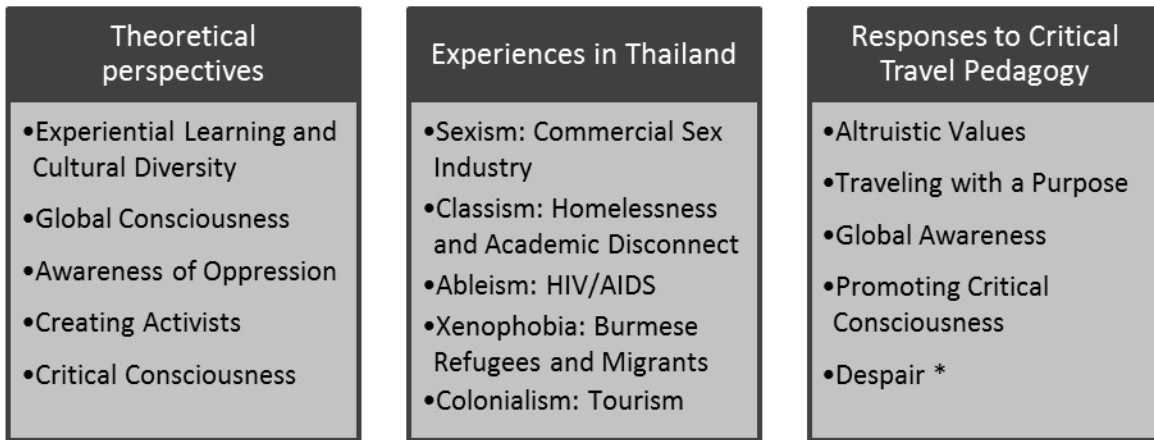 Theoretical
perspectives
•Experiential Learning and
Cultural Diversity
•Global Consciousness
•Awareness of Oppression
•Creating Activists
•Critical Consciousness
Experiences in Thailand
•Sexism: Commercial Sex
Industry
•Classism: Homelessness
and Academic Disconnect
•Ableism: HIV/AIDS
•Xenophobia: Burmese
Refugees and Migrants
•Colonialism: Tourism
Responses to Critical
Travel Pedagogy
•Altruistic Values
•Traveling with a Purpose
•Global Awareness
•Promoting Critical
Consciousness
•Despair *